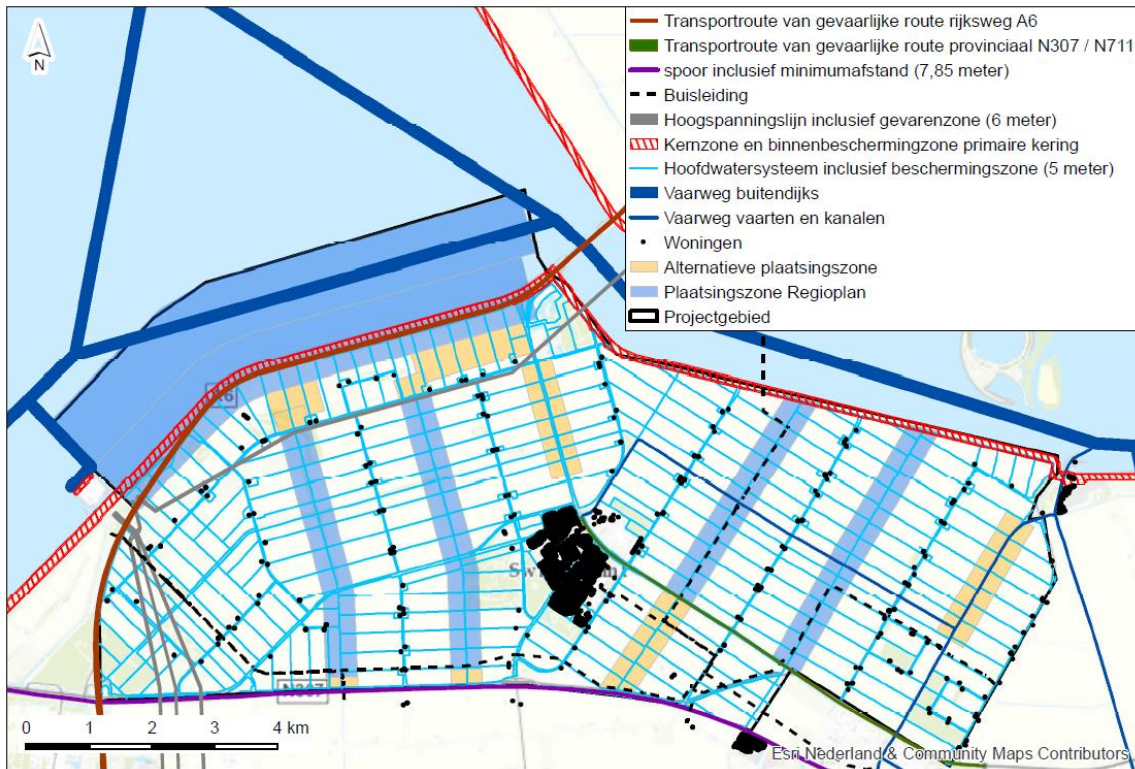 N
Transportroute van gevaarlijke route rijksweg A6
Transportroute van gevaarlijke route provinciaal N307 / N711
spoor inclusief minimumafstand (7,85 meter)
Buisleiding
Hoogspanningslijn inclusief gevarenzone (6 meter)
Kernzone en binnenbeschermingzone primaire kering
Hoofdwatersysteem inclusief beschermingszone (5 meter)
Vaarweg buitendijks
Vaarweg vaarten en kanalen
Woningen
Alternatieve plaatsingszone
Plaatsingszone Regioplan
Projectgebied
A6
N307
0 1 2 3 4 km
Esri Nederland & Community Maps Contributors